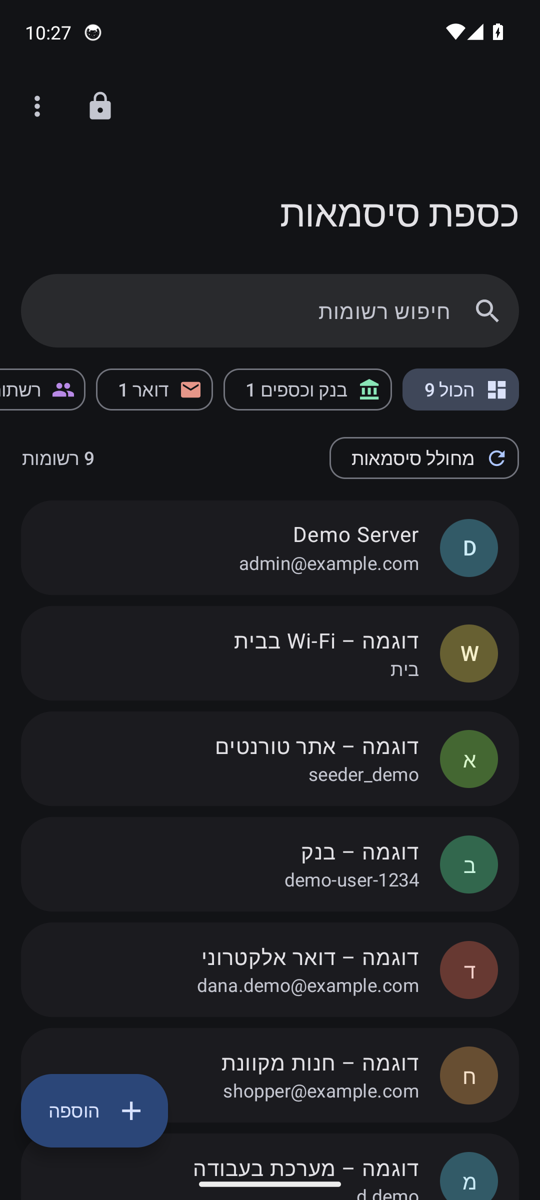 10:27
כספת סיסמאות
חיפוש רשומות
הכול 9
בנק וכספים 1
דואר 1
מחולל סיסמאות
9 רשומות
D
Demo Server
admin@example.com
W
דוגמה – Wi-Fi בבית
בית
א
דוגמה – אתר טורנטים
seeder_demo
ב
דוגמה – בנק
demo-user-1234
ד
דוגמה – דואר אלקטרוני
dana.demo@example.com
ח
דוגמה – חנות מקוונת
shopper@example.com
הוספה
מ
דוגמה – מערכת בעבודה
d.demo